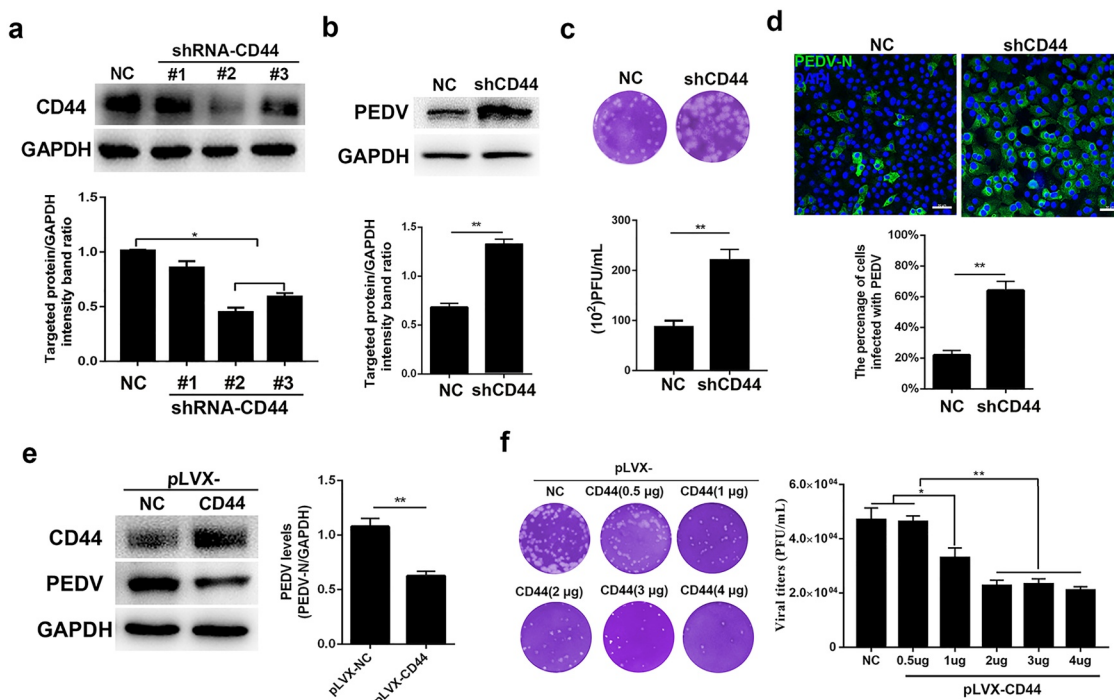 a
shRNA-CD44
NC #1 #2 #3
CD44
GAPDH
Targeted protein/GAPDH
intensity band ratio
1.5
1.0
0.5
0.0
*
NC #1 #2 #3
shRNA-CD44
b
NC shCD44
PEDV
GAPDH
Targeted protein/GAPDH
intensity band ratio
1.5
1.0
0.5
0.0
**
NC shCD44
c
NC shCD44
(10²)PFU/mL
300
200
100
0
**
NC
shCD44
d
NC shCD44
PEDV-N
DAPI
The percentage of cells
infected with PEDV
100%
80%
60%
40%
20%
0%
**
NC shCD44
e
pLVX-
NC CD44
CD44
PEDV
GAPDH
PEDV levels
(PEDV-N/GAPDH)
1.5
1.0
0.5
0.0
**
pLVX-NC
pLVX-CD44
f
pLVX-
NC CD44(0.5 μg) CD44(1 μg)
CD44(2 μg) CD44(3 μg) CD44(4 μg)
Viral titers (PFU/mL)
6.0×10⁰⁴
4.0×10⁰⁴
2.0×10⁰⁴
0
*
**
NC 0.5ug 1ug 2ug 3ug 4ug
pLVX-CD44